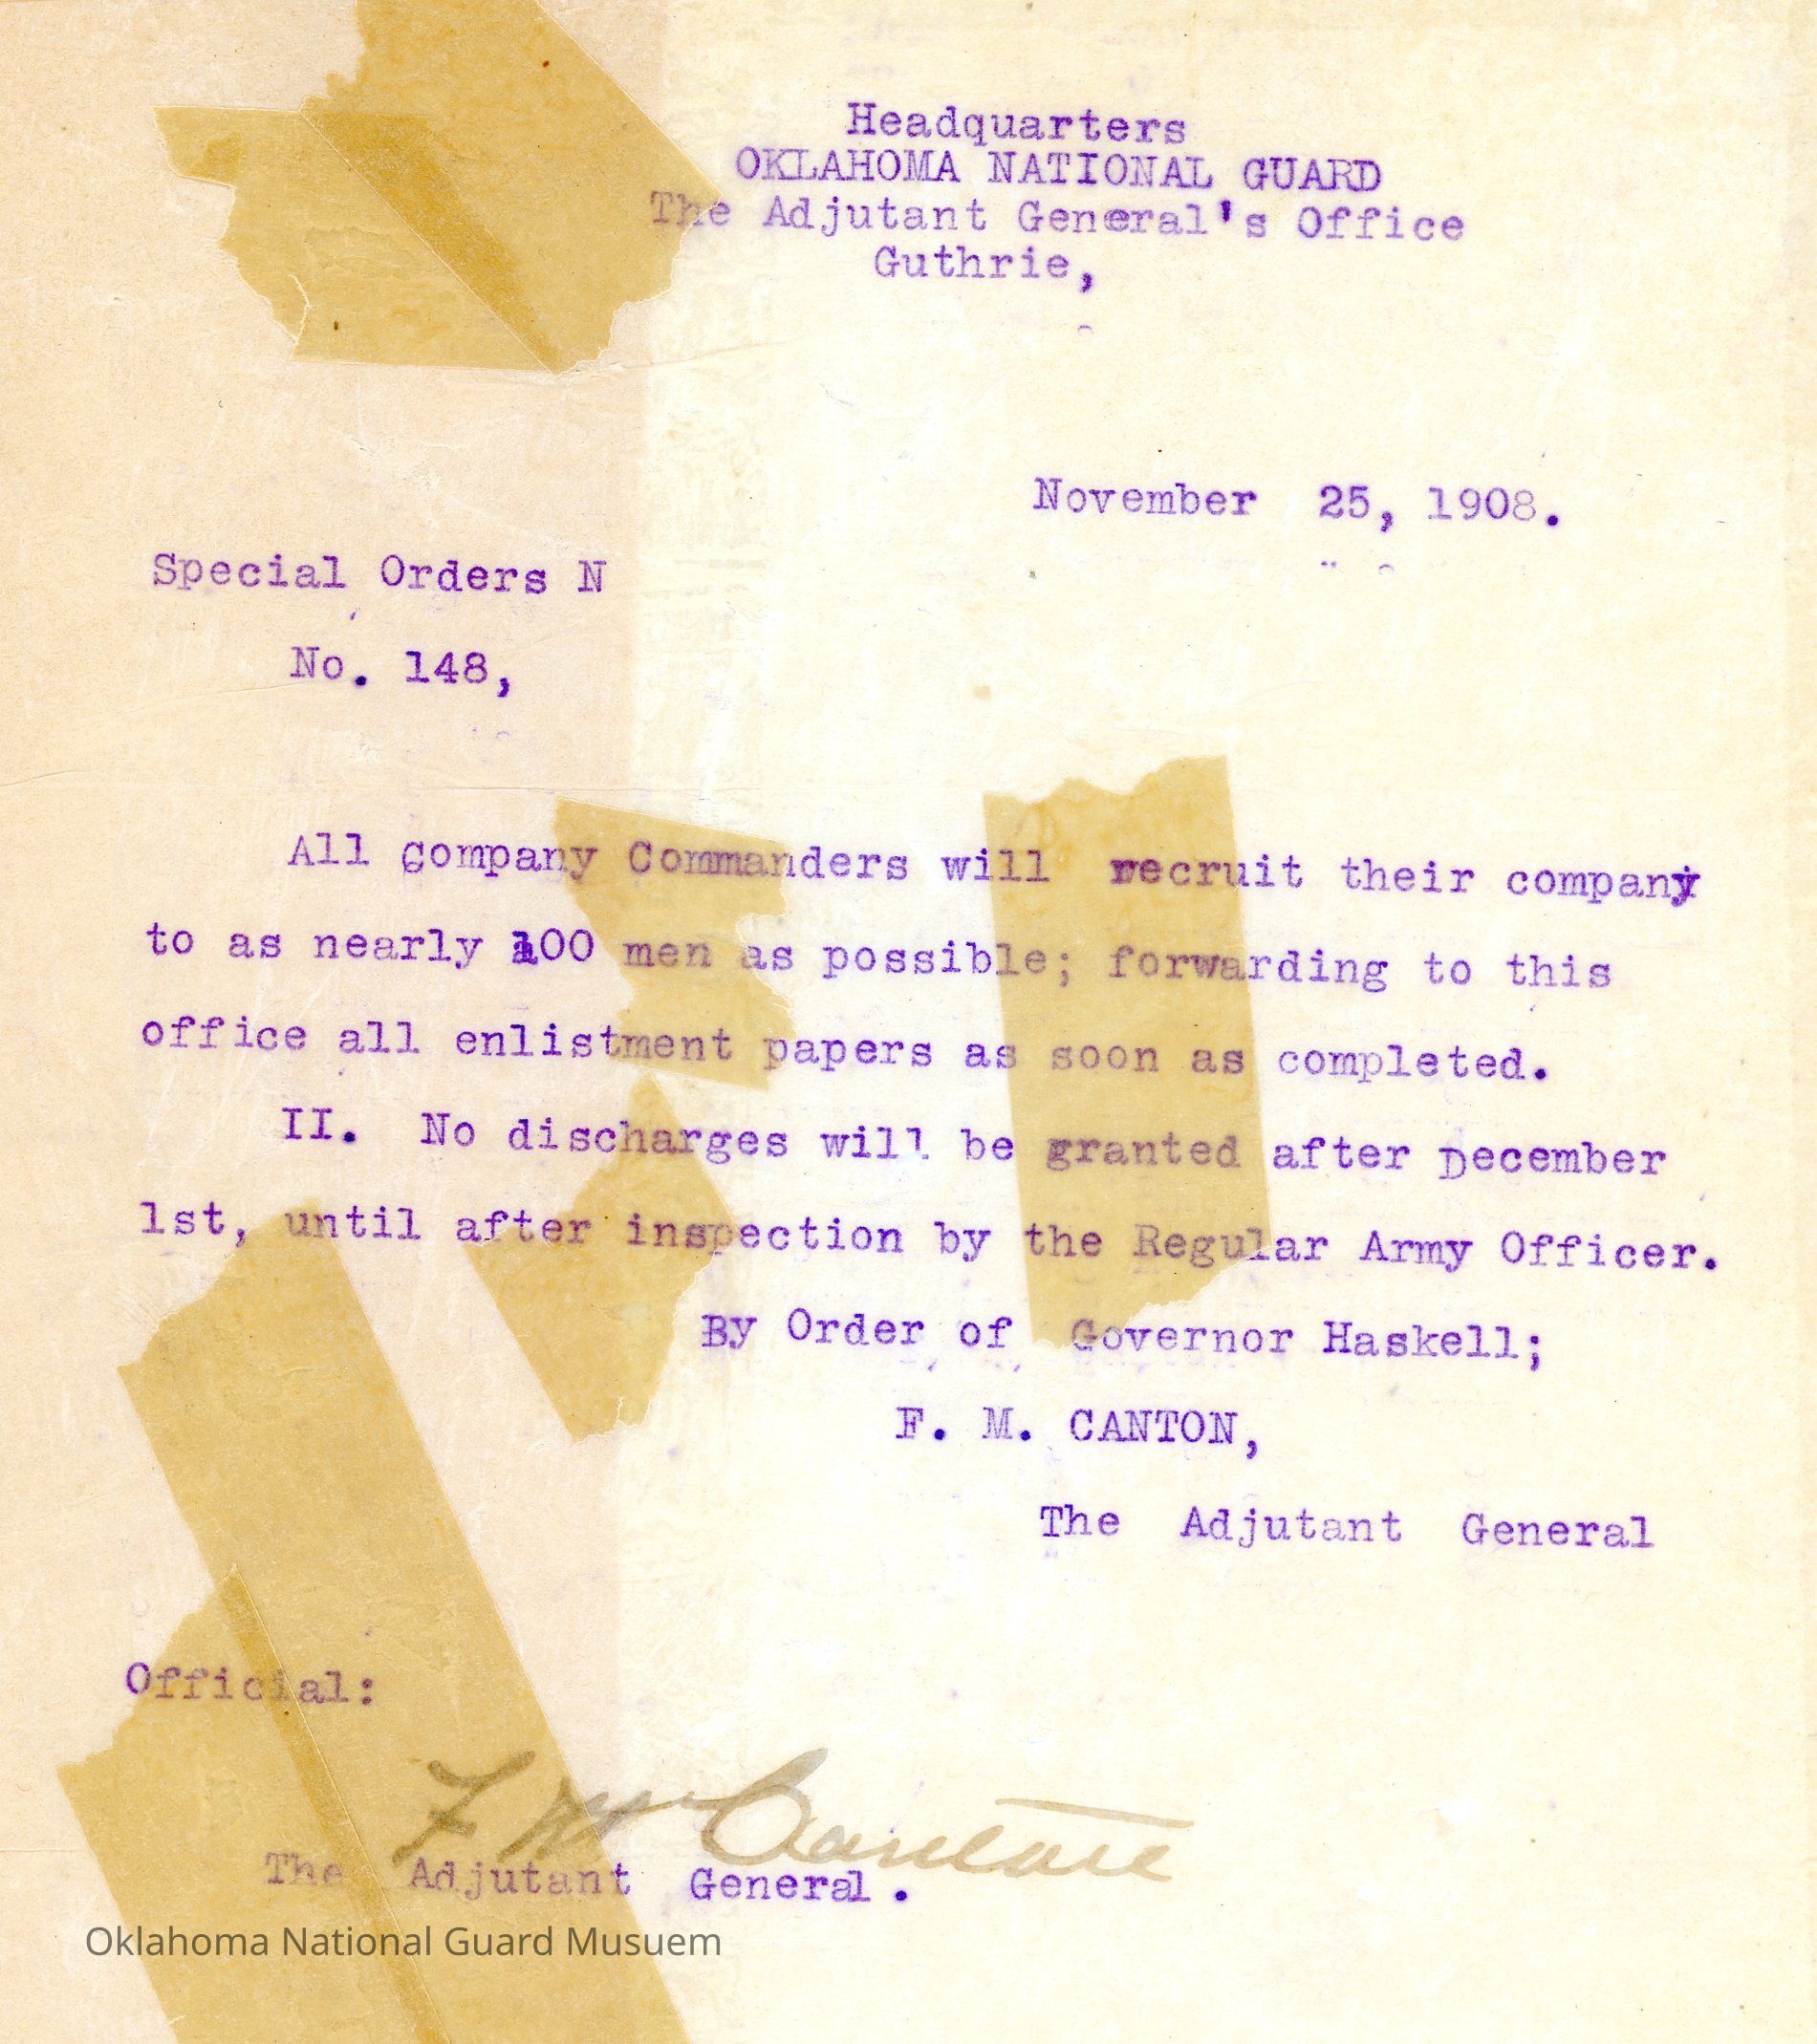 Headquarters
OKLAHOMA NATIONAL GUARD
The Adjutant General's Office
Guthrie,
November 25, 1908.
Special Orders N
No. 148,
All company Commanders will recruit their company
to as nearly 100 men as possible; forwarding to this
office all enlistment papers as soon as completed.
II. No discharges will be granted after December
1st, until after inspection by the Regular Army Officer.
By Order of Governor Haskell;
F. M. CANTON,
The Adjutant General
Official:
F M Canton
The Adjutant General.
Oklahoma National Guard Musuem